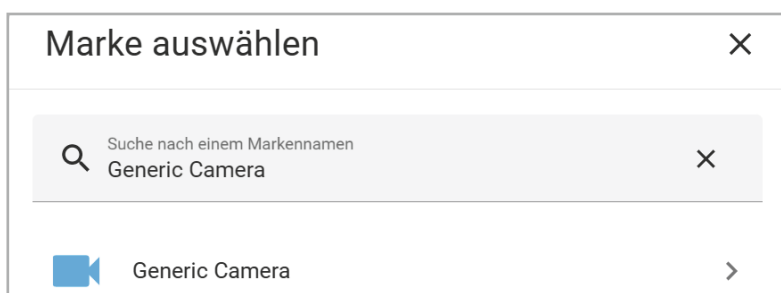 Marke auswählen
Suche nach einem Markennamen
Generic Camera
Generic Camera